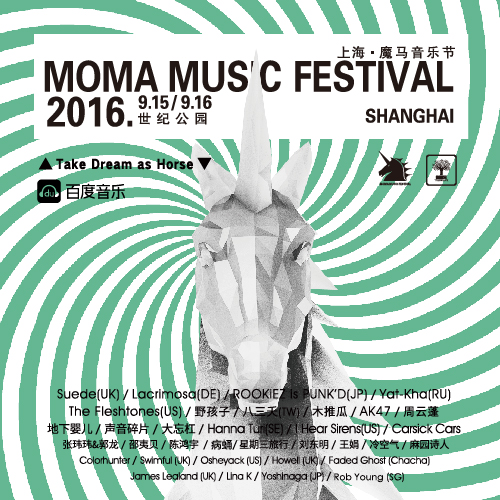 上海·魔马音乐节
MOMA MUSIC FESTIVAL
2016. 9.15/9.16
世纪公园
SHANGHAI
▲ Take Dream as Horse ▼
du 百度音乐
Suede(UK) / Lacrimosa(DE) / ROOKiEZ is PUNK'D(JP) / Yat-Kha(RU)
The Fleshtones(US) / 野孩子 / 八三夭(TW) / 木推瓜 / AK47 / 周云蓬
地下婴儿 / 声音碎片 / 大忘杠 / Hanna Turi(SE) / I Hear Sirens(US) / Carsick Cars
张玮玮&郭龙 / 邵夷贝 / 陈鸿宇 / 病蛹 / 星期三旅行 / 刘东明 / 王娟 / 冷空气 / 麻园诗人
Colorhunter / Swimful (UK) / Osheyack (US) / Howell (UK) / Faded Ghost (Chacha)
James Legland (UK) / Lina K / Yoshinaga (JP) / Rob Young (SG)